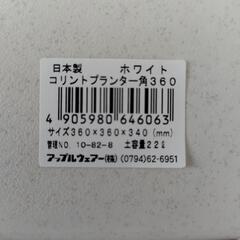 日本製　ホワイト
コリントプランター角360
4 905980 646063
サイズ360×360×340 (mm)
管理NO. 10-82-8　土容量22ℓ
アップルウェアー(株) (0794)62-6951